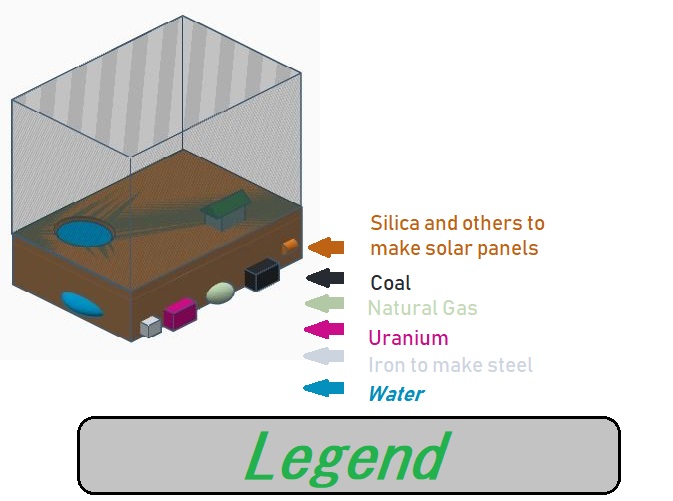 Silica and others to
make solar panels
Coal
Natural Gas
Uranium
Iron to make steel
Water
Legend